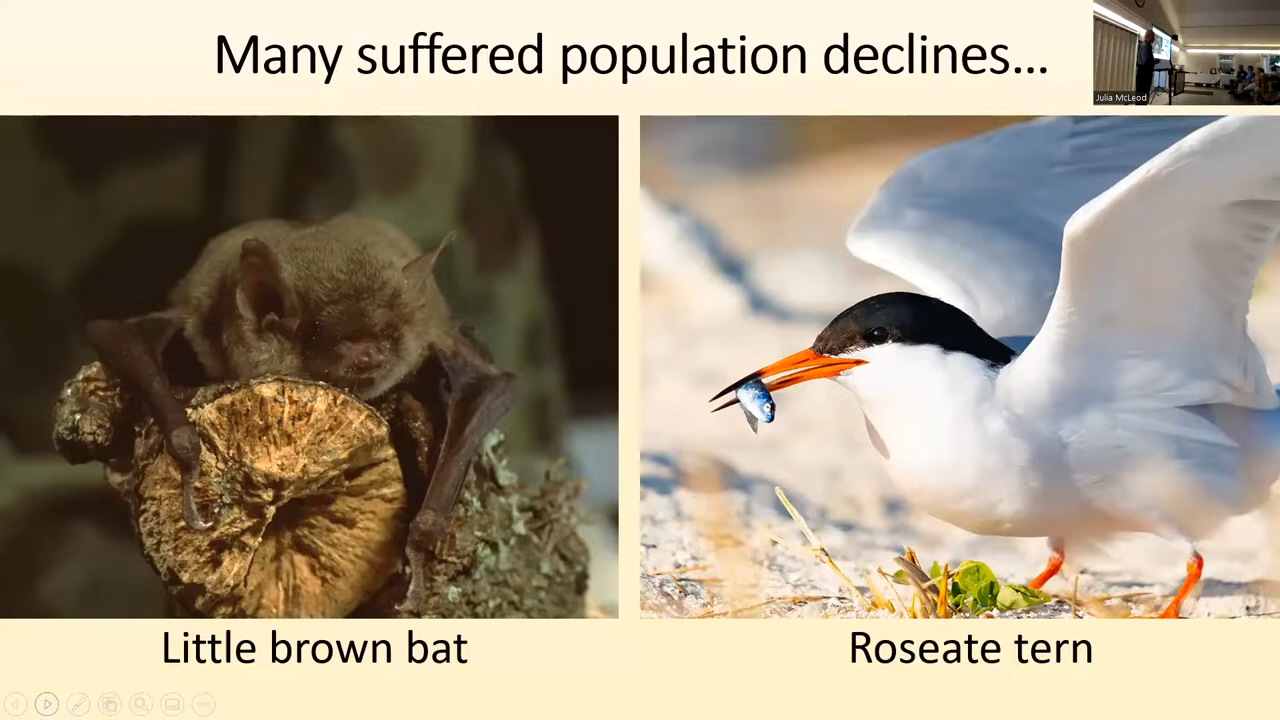 Many suffered population declines...
Julia McLeod
Little brown bat
Roseate tern